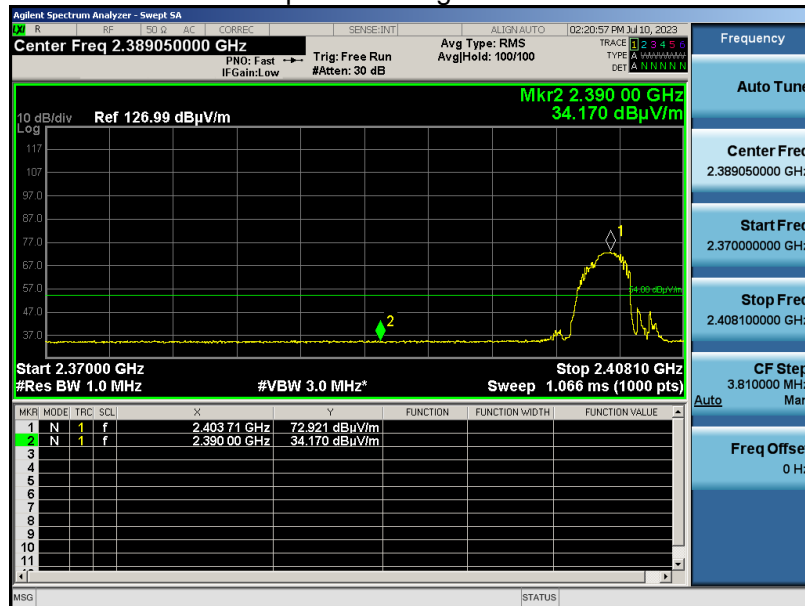 Agilent Spectrum Analyzer - Swept SA
LXI R RF 50 Ω AC CORREC SENSE:INT ALIGN AUTO 02:20:57 PM Jul 10, 2023
Center Freq 2.389050000 GHz
PNO: Fast
IFGain:Low
Trig: Free Run
#Atten: 30 dB
Avg Type: RMS
Avg|Hold: 100/100
TRACE 1 2 3 4 5 6
TYPE A WWWWW
DET A N N N N N
Mkr2 2.390 00 GHz
34.170 dBµV/m
10 dB/div Ref 126.99 dBµV/m
Log
117
107
97.0
87.0
77.0
67.0
57.0
47.0
37.0
1
2
54.00 dBµV/m
Start 2.37000 GHz Stop 2.40810 GHz
#Res BW 1.0 MHz #VBW 3.0 MHz* Sweep 1.066 ms (1000 pts)
MKR MODE TRC SCL X Y FUNCTION FUNCTION WIDTH FUNCTION VALUE
1 N 1 f 2.403 71 GHz 72.921 dBµV/m
2 N 1 f 2.390 00 GHz 34.170 dBµV/m
3
4
5
6
7
8
9
10
11
MSG STATUS
Frequency
Auto Tune
Center Freq
2.389050000 GHz
Start Freq
2.370000000 GHz
Stop Freq
2.408100000 GHz
CF Step
3.810000 MHz
Auto Man
Freq Offset
0 Hz